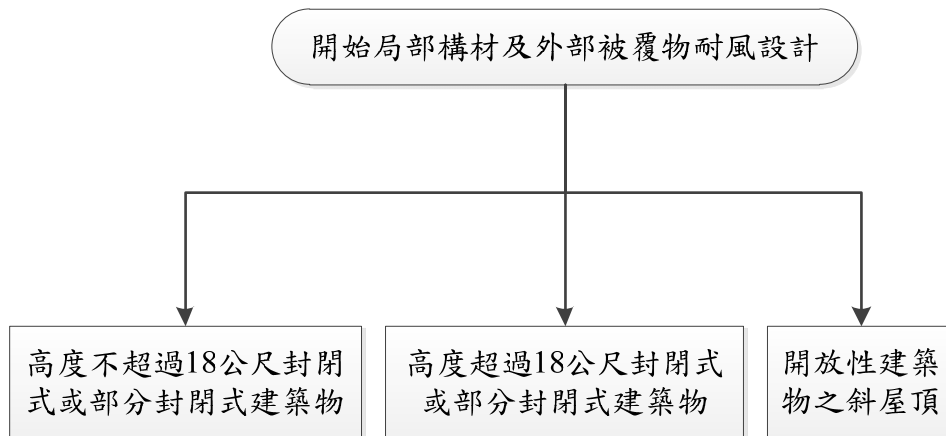 開始局部構材及外部被覆物耐風設計
高度不超過18公尺封閉
式或部分封閉式建築物
高度超過18公尺封閉式
或部分封閉式建築物
開放性建築
物之斜屋頂